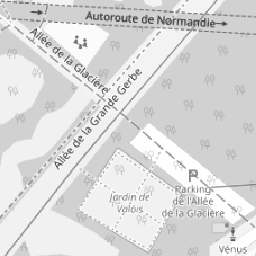 Autoroute de Normandie
Allée de la Glacière
Allée de la Grande Gerbe
Jardin de
Valois
Parking
de l'Allée
de la Glacière
Vénus